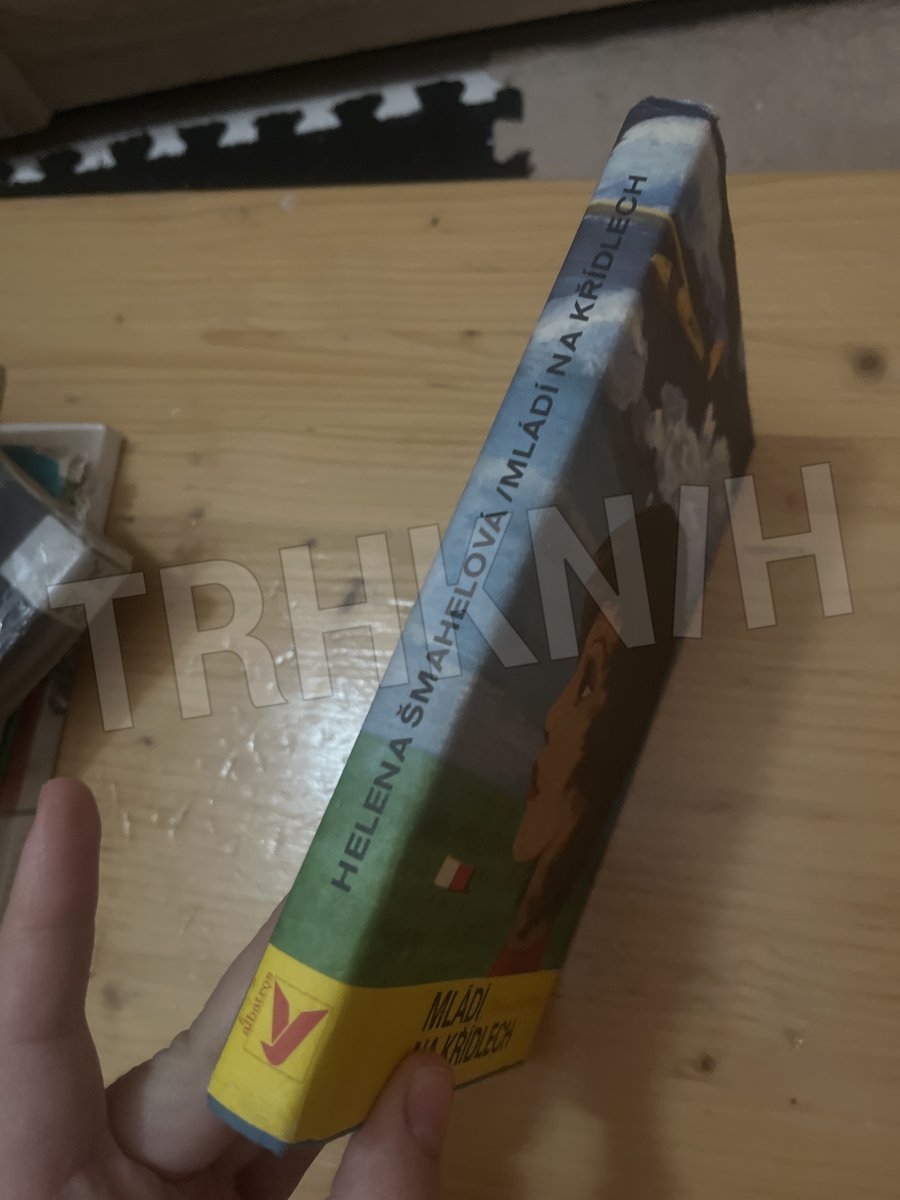 HELENA ŠMAHELOVÁ / MLÁDÍ NA KŘÍDLECH
albatros
MLÁDÍ
NA KŘÍDLECH
TRHKNIH